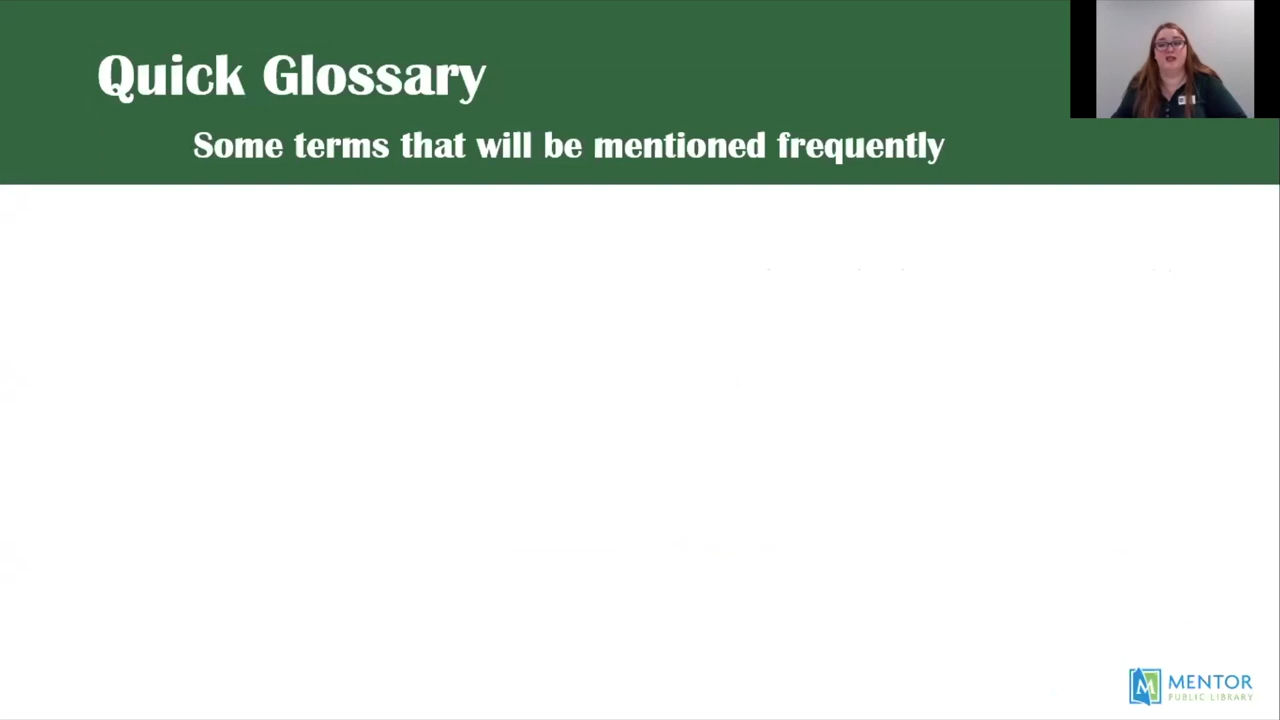 Quick Glossary
Some terms that will be mentioned frequently
MENTOR
PUBLIC LIBRARY